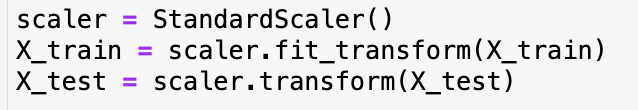 scaler = StandardScaler()
X_train = scaler.fit_transform(X_train)
X_test = scaler.transform(X_test)